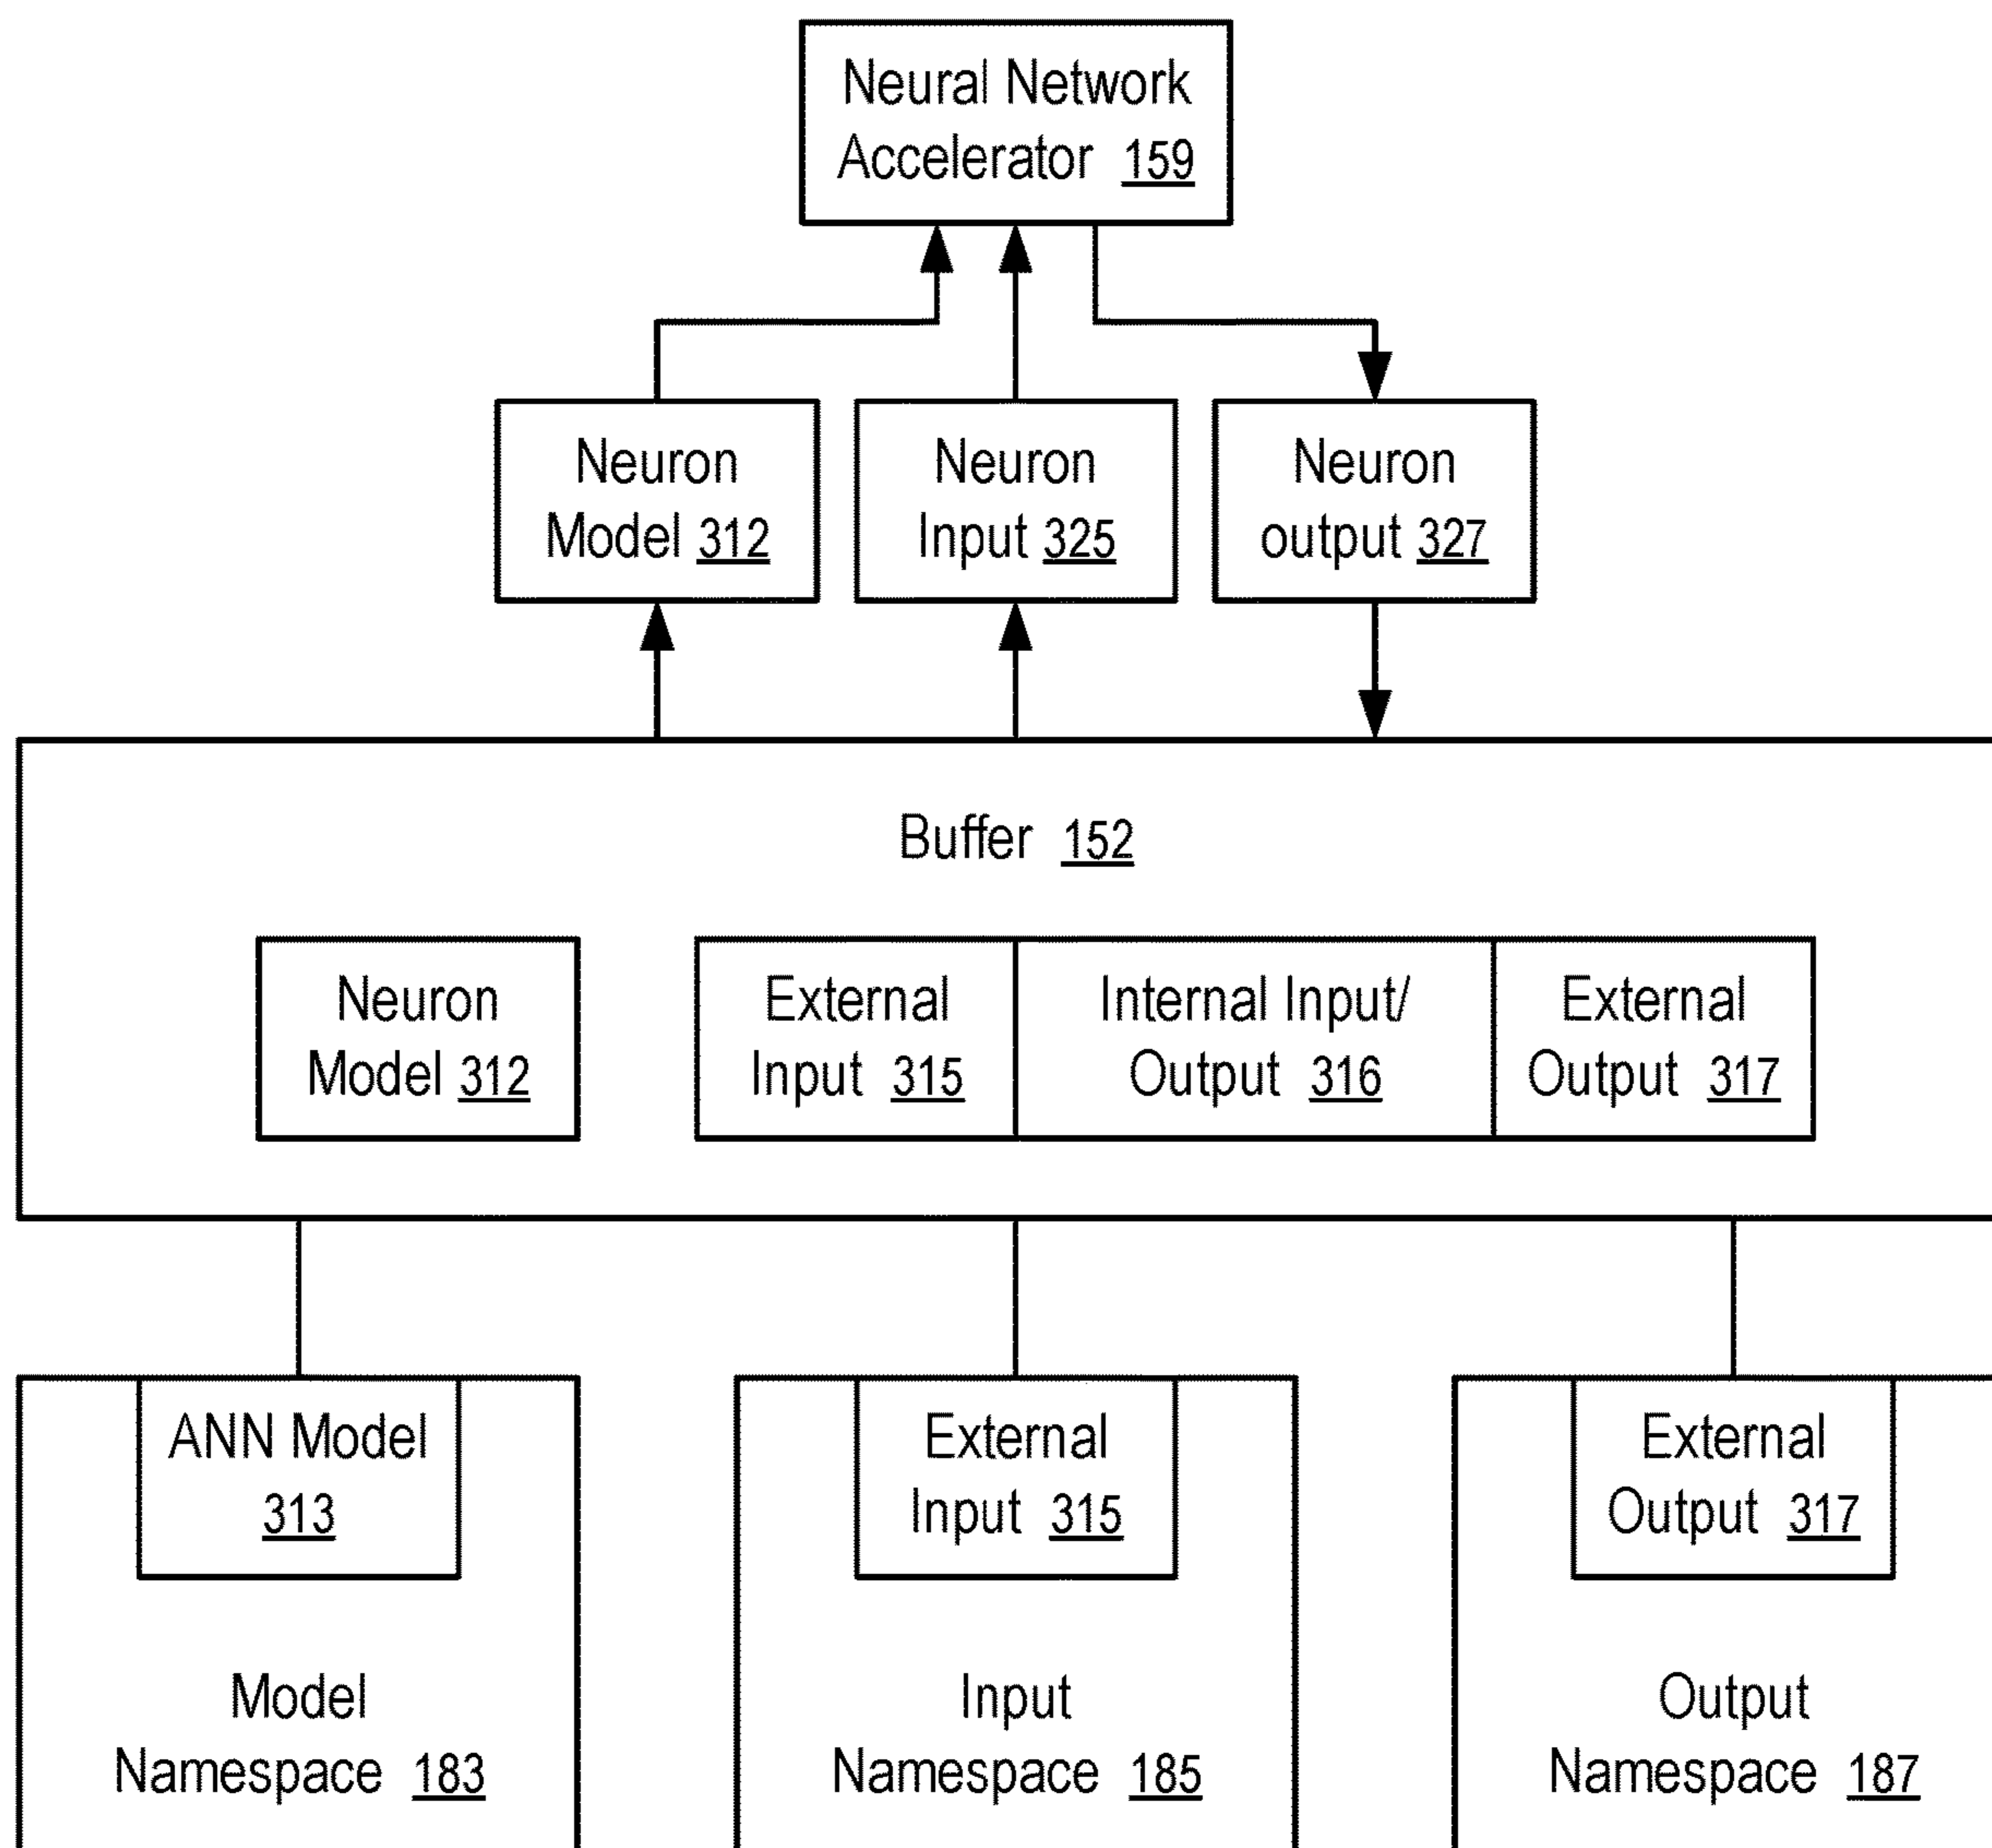 Neural Network
Accelerator 159
Neuron
Model 312
Neuron
Input 325
Neuron
output 327
Buffer 152
Neuron
Model 312
External
Input 315
Internal Input/
Output 316
External
Output 317
ANN Model
313
Model
Namespace 183
External
Input 315
Input
Namespace 185
External
Output 317
Output
Namespace 187